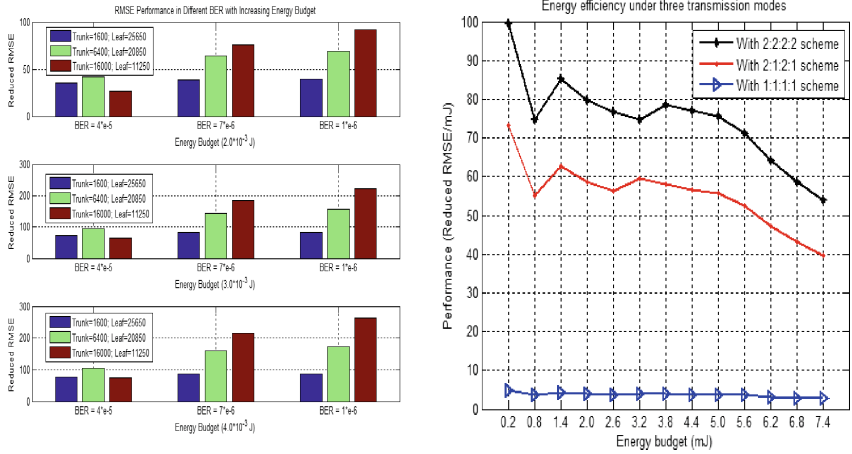 RMSE Performance in Different BER with Increasing Energy Budget
100
50
0
Reduced RMSE
Trunk=1600; Leaf=25650
Trunk=6400; Leaf=20850
Trunk=16000; Leaf=11250
BER = 4*e-5
BER = 7*e-6
BER = 1*e-6
Energy Budget (2.0*10^-3 J)
300
200
100
0
Reduced RMSE
Trunk=1600; Leaf=25650
Trunk=6400; Leaf=20850
Trunk=16000; Leaf=11250
BER = 4*e-5
BER = 7*e-6
BER = 1*e-6
Energy Budget (3.0*10^-3 J)
300
200
100
0
Reduced RMSE
Trunk=1600; Leaf=25650
Trunk=6400; Leaf=20850
Trunk=16000; Leaf=11250
BER = 4*e-5
BER = 7*e-6
BER = 1*e-6
Energy Budget (4.0*10^-3 J)
Energy efficiency under three transmission modes
100
90
80
70
60
50
40
30
20
10
0
Performance (Reduced RMSE/mJ)
With 2:2:2:2 scheme
With 2:1:2:1 scheme
With 1:1:1:1 scheme
0.2 0.8 1.4 2.0 2.6 3.2 3.8 4.4 5.0 5.6 6.2 6.8 7.4
Energy budget (mJ)